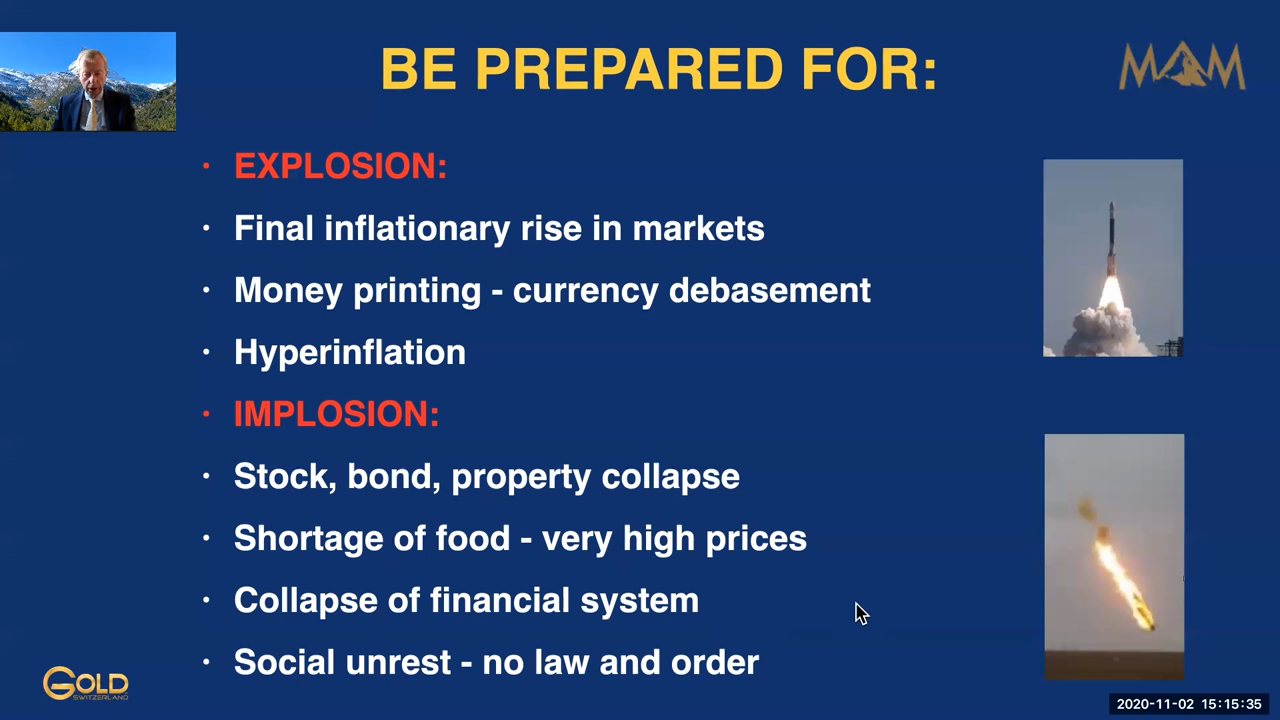 BE PREPARED FOR:
MAM
· EXPLOSION:
· Final inflationary rise in markets
· Money printing - currency debasement
· Hyperinflation
· IMPLOSION:
· Stock, bond, property collapse
· Shortage of food - very high prices
· Collapse of financial system
· Social unrest - no law and order
GOLD
SWITZERLAND
2020-11-02 15:15:35